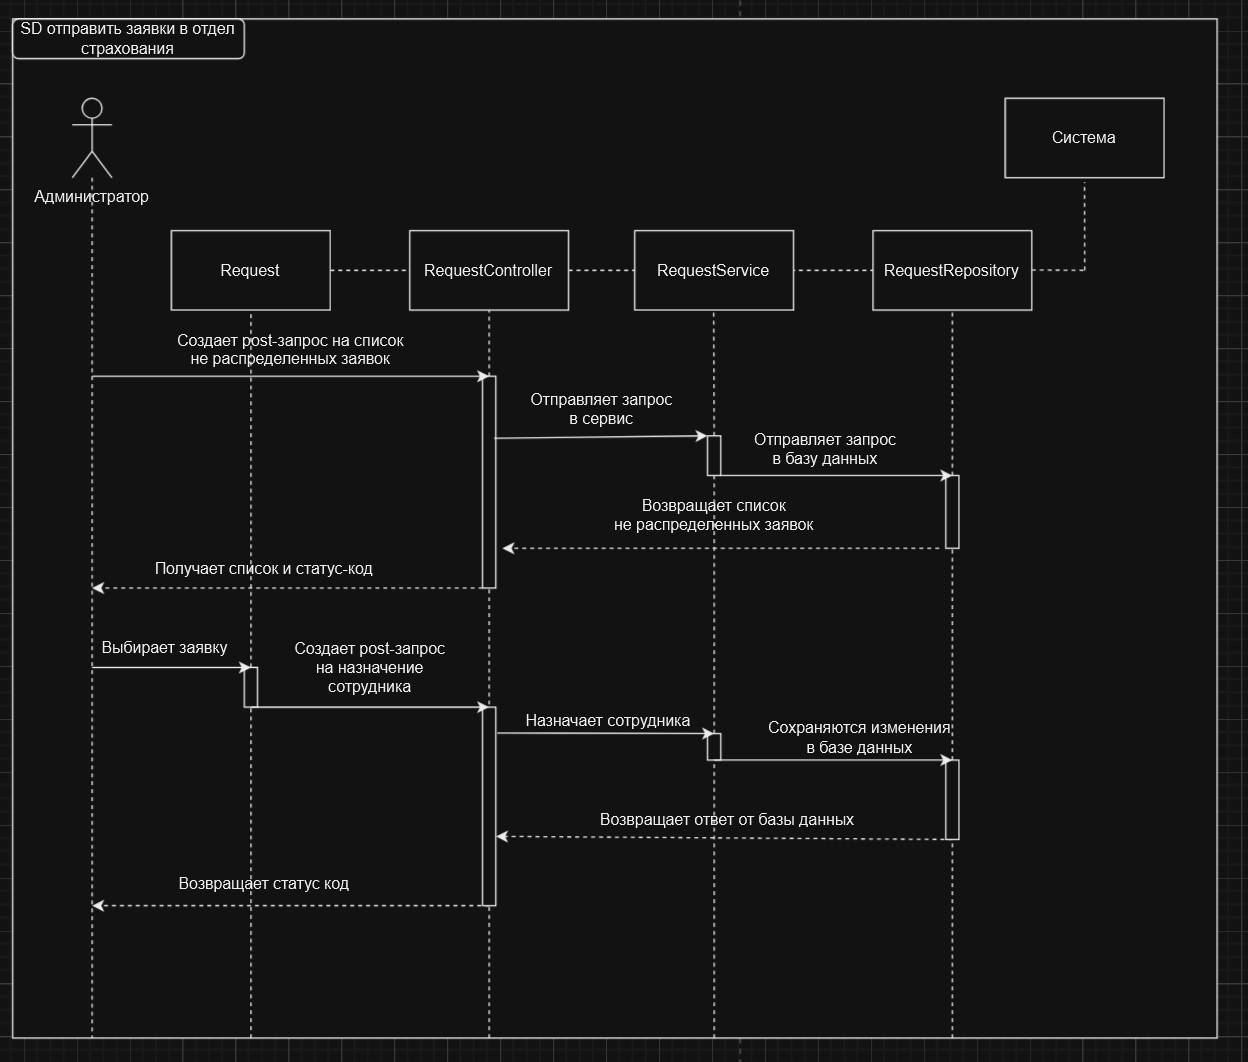 SD отправить заявки в отдел
страхования
Система
Администратор
Request
RequestController
RequestService
RequestRepository
Создает post-запрос на список
не распределенных заявок
Отправляет запрос
в сервис
Отправляет запрос
в базу данных
Возвращает список
не распределенных заявок
Получает список и статус-код
Выбирает заявку
Создает post-запрос
на назначение
сотрудника
Назначает сотрудника
Сохраняются изменения
в базе данных
Возвращает ответ от базы данных
Возвращает статус код